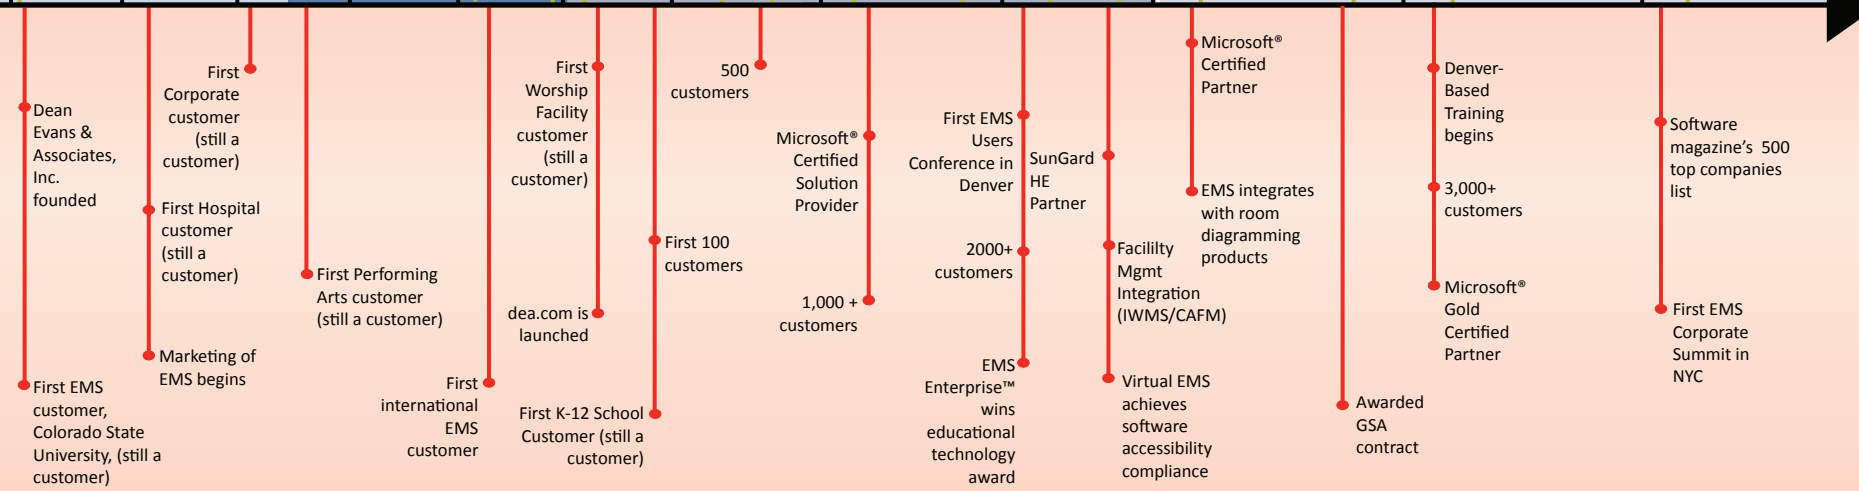 Dean
Evans &
Associates,
Inc.
founded
First EMS
customer,
Colorado State
University, (still a
customer)
First Hospital
customer
(still a
customer)
Marketing of
EMS begins
First
Corporate
customer
(still a
customer)
First Performing
Arts customer
(still a customer)
First
international
EMS
customer
First
Worship
Facility
customer
(still a
customer)
dea.com is
launched
First 100
customers
First K-12 School
Customer (still a
customer)
500
customers
Microsoft®
Certified
Solution
Provider
1,000 +
customers
First EMS
Users
Conference in
Denver
2000+
customers
EMS
Enterprise™
wins
educational
technology
award
SunGard
HE
Partner
Facililty
Mgmt
Integration
(IWMS/CAFM)
Virtual EMS
achieves
software
accessibility
compliance
Microsoft®
Certified
Partner
EMS integrates
with room
diagramming
products
Awarded
GSA
contract
Denver-
Based
Training
begins
3,000+
customers
Microsoft®
Gold
Certified
Partner
Software
magazine’s  500
top companies
list
First EMS
Corporate
Summit in
NYC